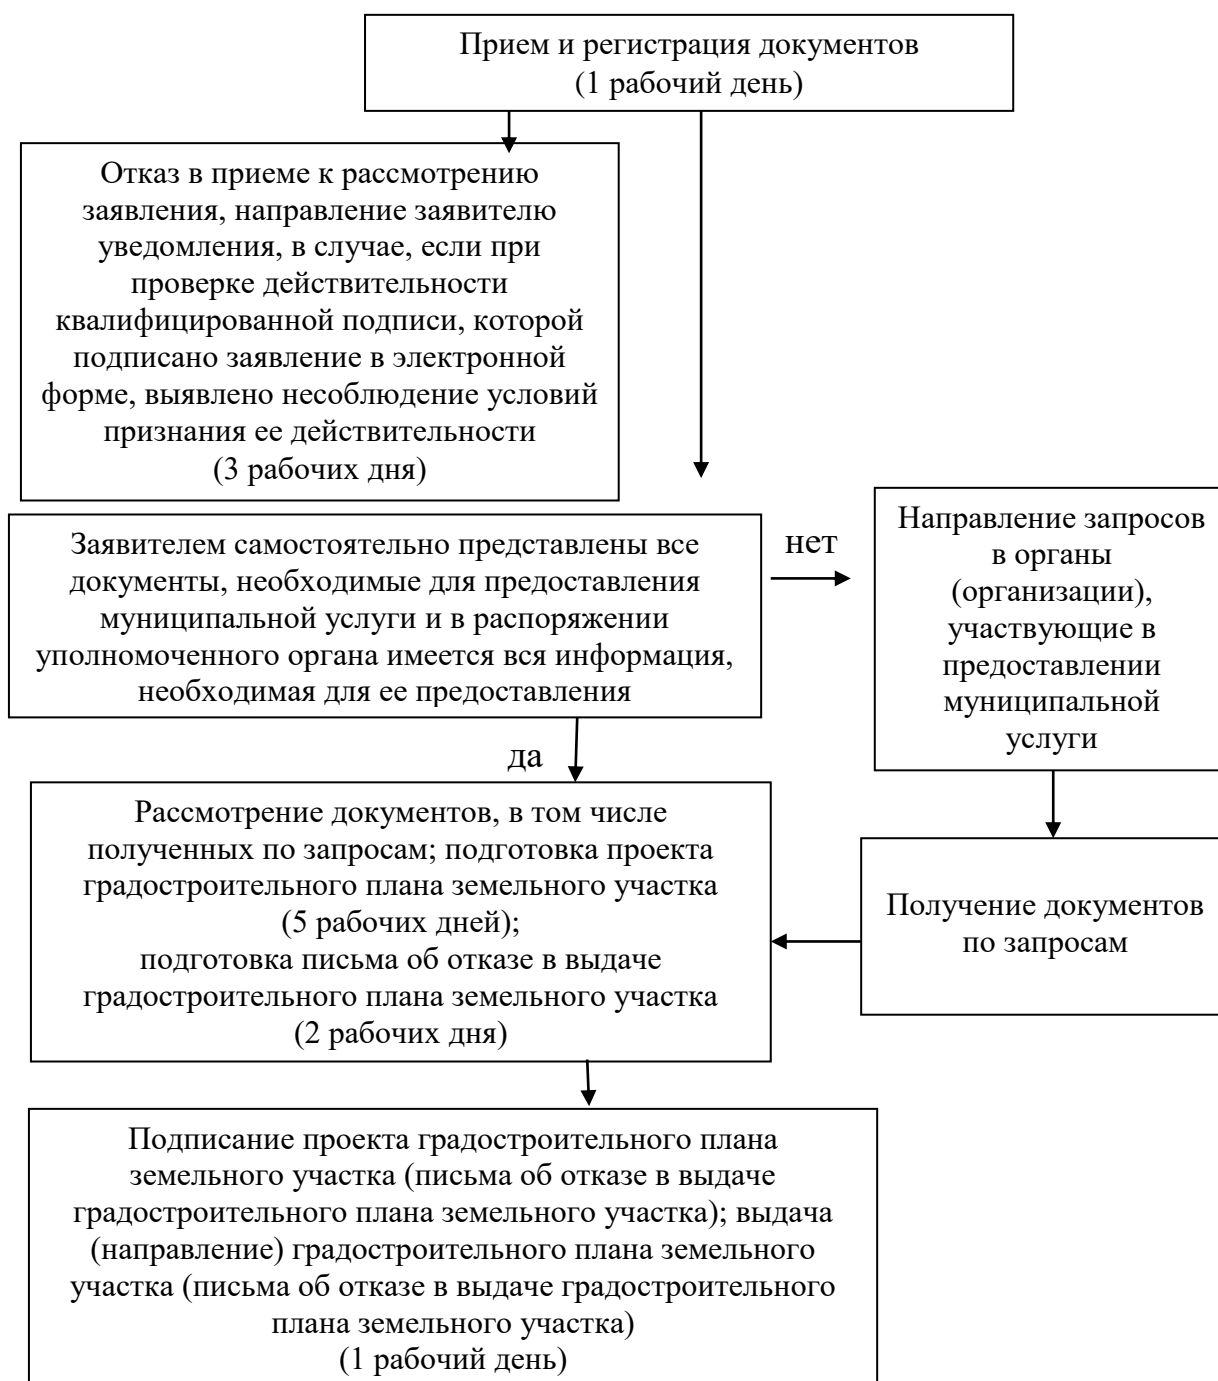 Прием и регистрация документов
(1 рабочий день)
Отказ в приеме к рассмотрению
заявления, направление заявителю
уведомления, в случае, если при
проверке действительности
квалифицированной подписи, которой
подписано заявление в электронной
форме, выявлено несоблюдение условий
признания ее действительности
(3 рабочих дня)
Заявителем самостоятельно представлены все
документы, необходимые для предоставления
муниципальной услуги и в распоряжении
уполномоченного органа имеется вся информация,
необходимая для ее предоставления
нет
Направление запросов
в органы
(организации),
участвующие в
предоставлении
муниципальной
услуги
да
Рассмотрение документов, в том числе
полученных по запросам; подготовка проекта
градостроительного плана земельного участка
(5 рабочих дней);
подготовка письма об отказе в выдаче
градостроительного плана земельного участка
(2 рабочих дня)
Получение документов
по запросам
Подписание проекта градостроительного плана
земельного участка (письма об отказе в выдаче
градостроительного плана земельного участка); выдача
(направление) градостроительного плана земельного
участка (письма об отказе в выдаче градостроительного
плана земельного участка)
(1 рабочий день)